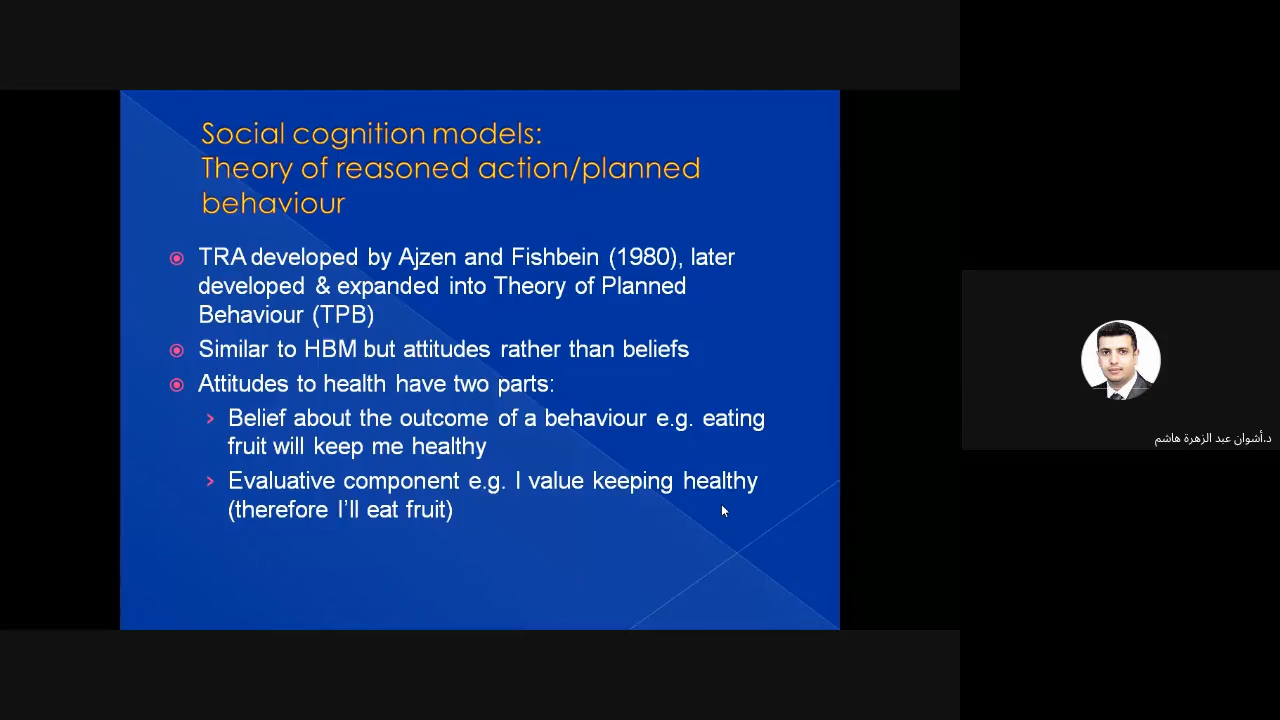 Social cognition models:
Theory of reasoned action/planned
behaviour
TRA developed by Ajzen and Fishbein (1980), later
developed & expanded into Theory of Planned
Behaviour (TPB)
Similar to HBM but attitudes rather than beliefs
Attitudes to health have two parts:
Belief about the outcome of a behaviour e.g. eating
fruit will keep me healthy
Evaluative component e.g. I value keeping healthy
(therefore I'll eat fruit)
د.أشوان عبد الزهرة هاشم